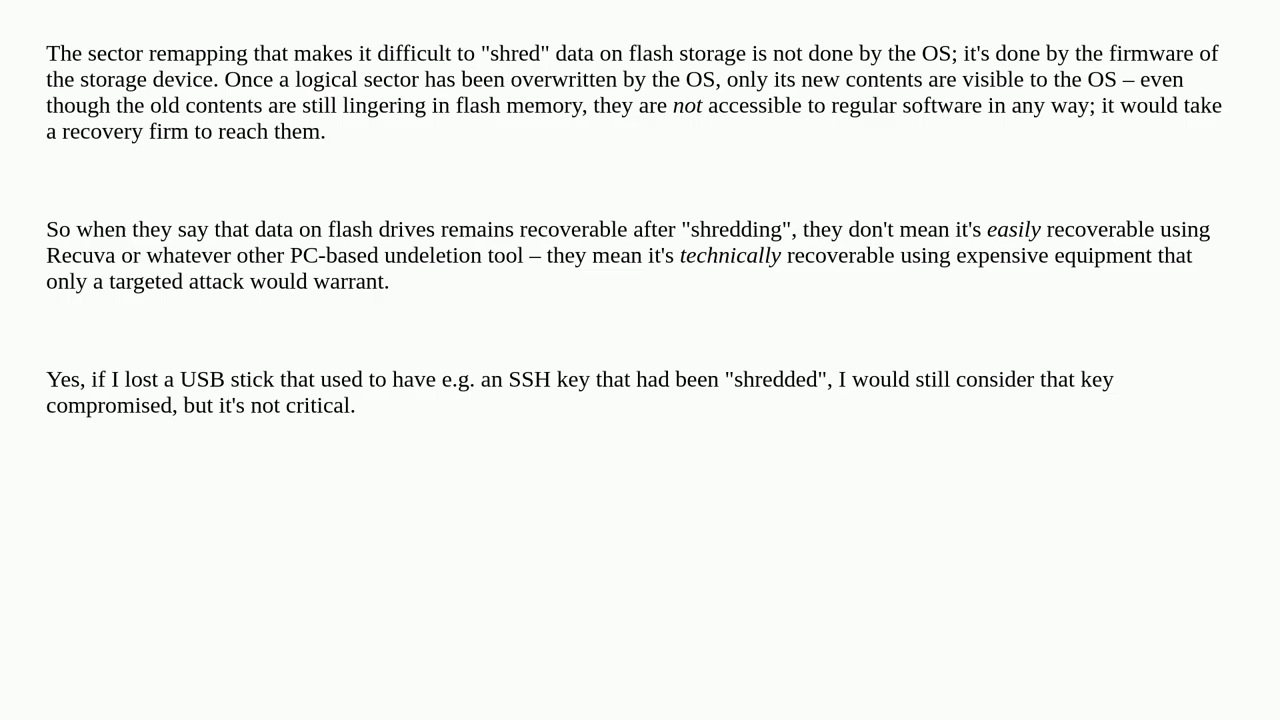 The sector remapping that makes it difficult to "shred" data on flash storage is not done by the OS; it's done by the firmware of
the storage device. Once a logical sector has been overwritten by the OS, only its new contents are visible to the OS – even
though the old contents are still lingering in flash memory, they are not accessible to regular software in any way; it would take
a recovery firm to reach them.
So when they say that data on flash drives remains recoverable after "shredding", they don't mean it's easily recoverable using
Recuva or whatever other PC-based undeletion tool – they mean it's technically recoverable using expensive equipment that
only a targeted attack would warrant.
Yes, if I lost a USB stick that used to have e.g. an SSH key that had been "shredded", I would still consider that key
compromised, but it's not critical.